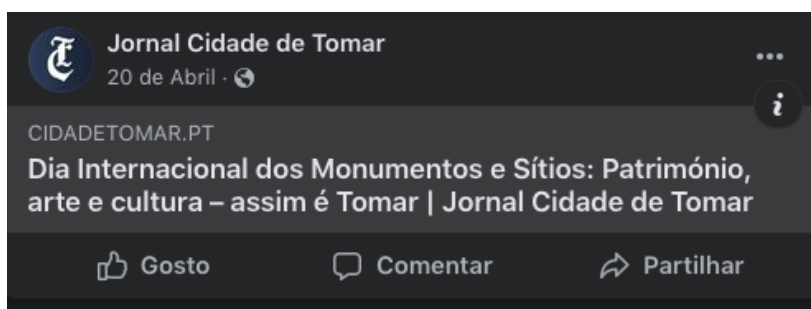 Jornal Cidade de Tomar
20 de Abril ·
CIDADETOMAR.PT
Dia Internacional dos Monumentos e Sítios: Património,
arte e cultura – assim é Tomar | Jornal Cidade de Tomar
Gosto Comentar Partilhar